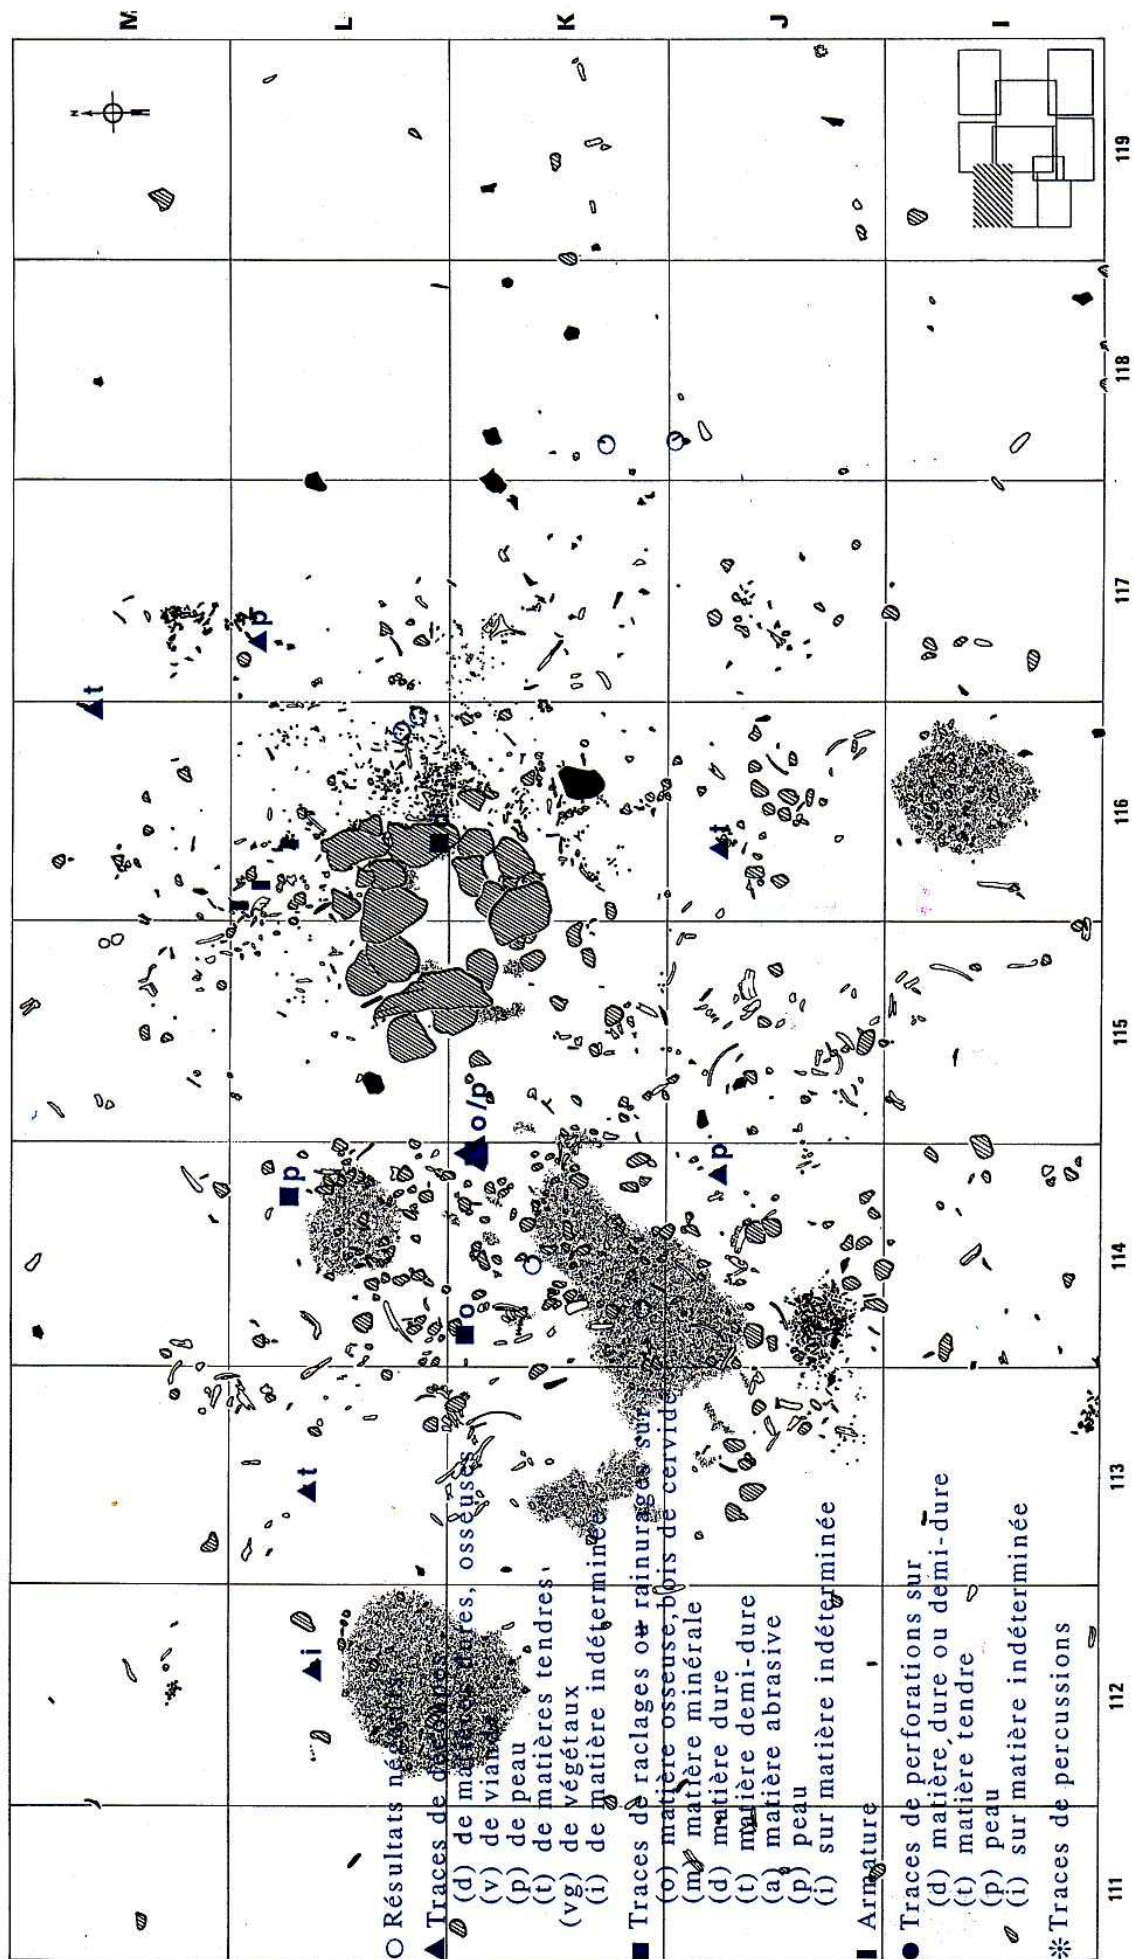 M
L
K
J
I
N
111
112
113
114
115
116
117
118
119
t
p
t
p
o/p
p
o
t
i
d
○ Résultats négatifs
▲ Traces de découpes
(d) de matières dures, osseuses
(v) de viande
(p) de peau
(t) de matières tendres
(vg) de végétaux
(i) de matière indéterminée
■ Traces de raclages ou rainurages sur
(o) matière osseuse, bois de cervidé
(m) matière minérale
(d) matière dure
(t) matière demi-dure
(a) matière abrasive
(p) peau
(i) sur matière indéterminée
▮ Armature
● Traces de perforations sur
(d) matière dure ou demi-dure
(t) matière tendre
(p) peau
(i) sur matière indéterminée
※ Traces de percussions